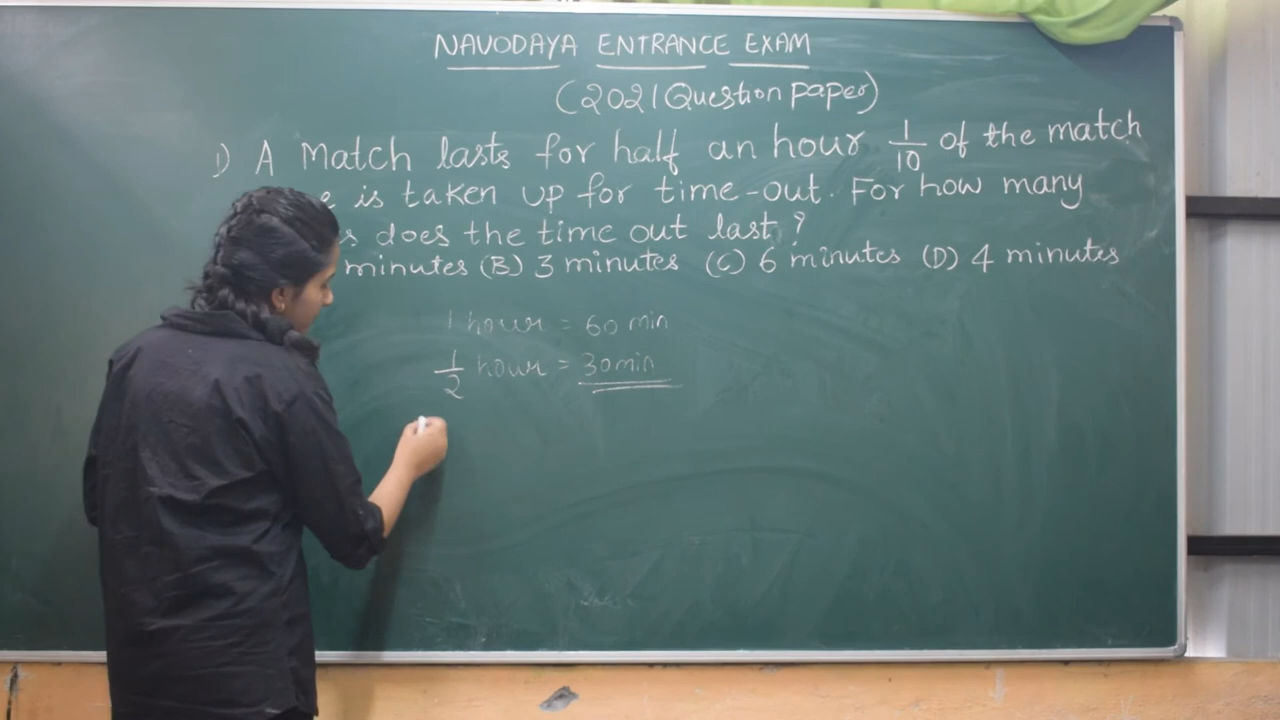 NAVODAYA ENTRANCE EXAM
(2021 Question paper)
1) A Match lasts for half an hour 1/10 of the match
is taken up for time-out. For how many
does the time out last?
minutes (B) 3 minutes (C) 6 minutes (D) 4 minutes
1 hour = 60 min
1/2 hour = 30min